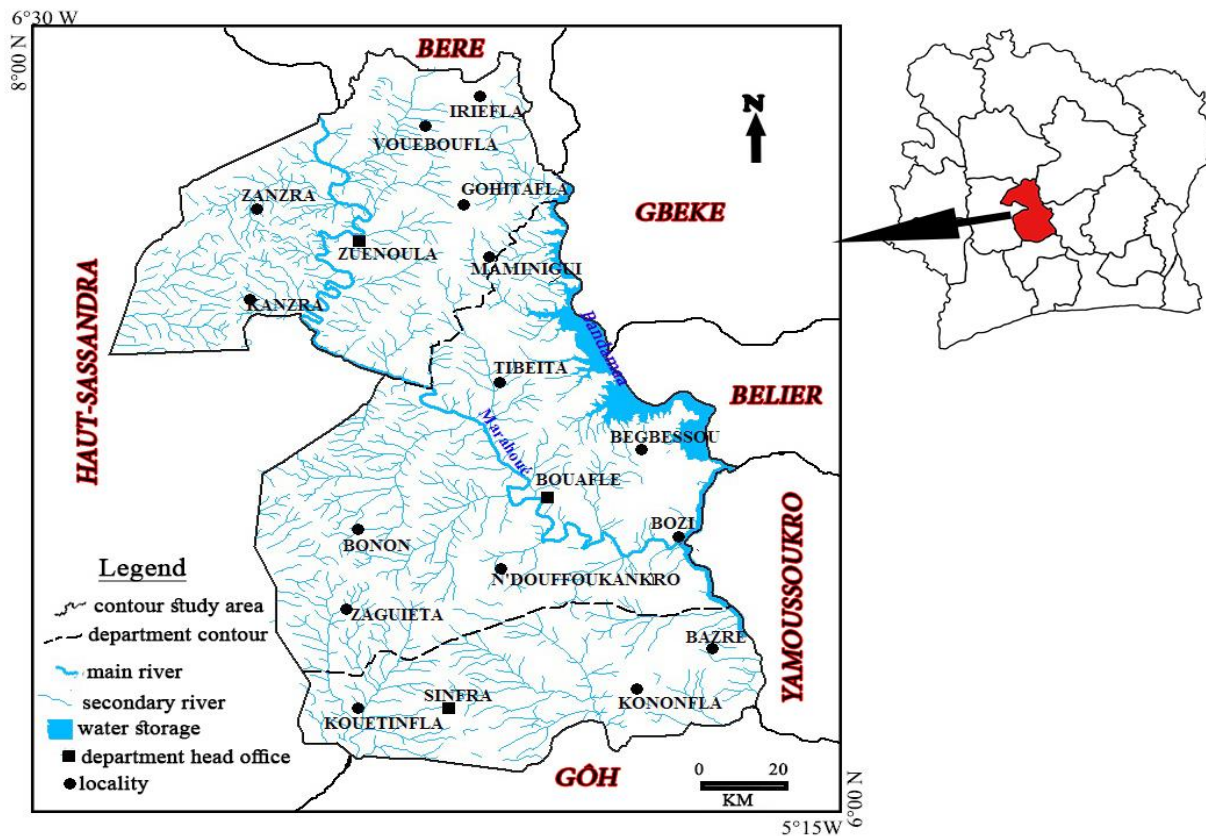 6°30 W
8°00 N
BERE
IRIEFLA
VOUEBOUFLA
N
ZANZRA
GOHITAFLA
GBEKE
ZUENOULA
MAMINIGUI
KANZRA
HAUT-SASSANDRA
Bandama
TIBEITA
BELIER
Marahoué
BEGBESSOU
BOUAFLE
YAMOUSSOUKRO
BOZI
BONON
N'DOUFFOUKANKRO
Legend
contour study area
department contour
main river
secondary river
water storage
department head office
locality
ZAGUIETA
BAZRE
SINFRA
KONONFLA
KOUETINFLA
GÔH
0 20
KM
6°00 N
5°15W